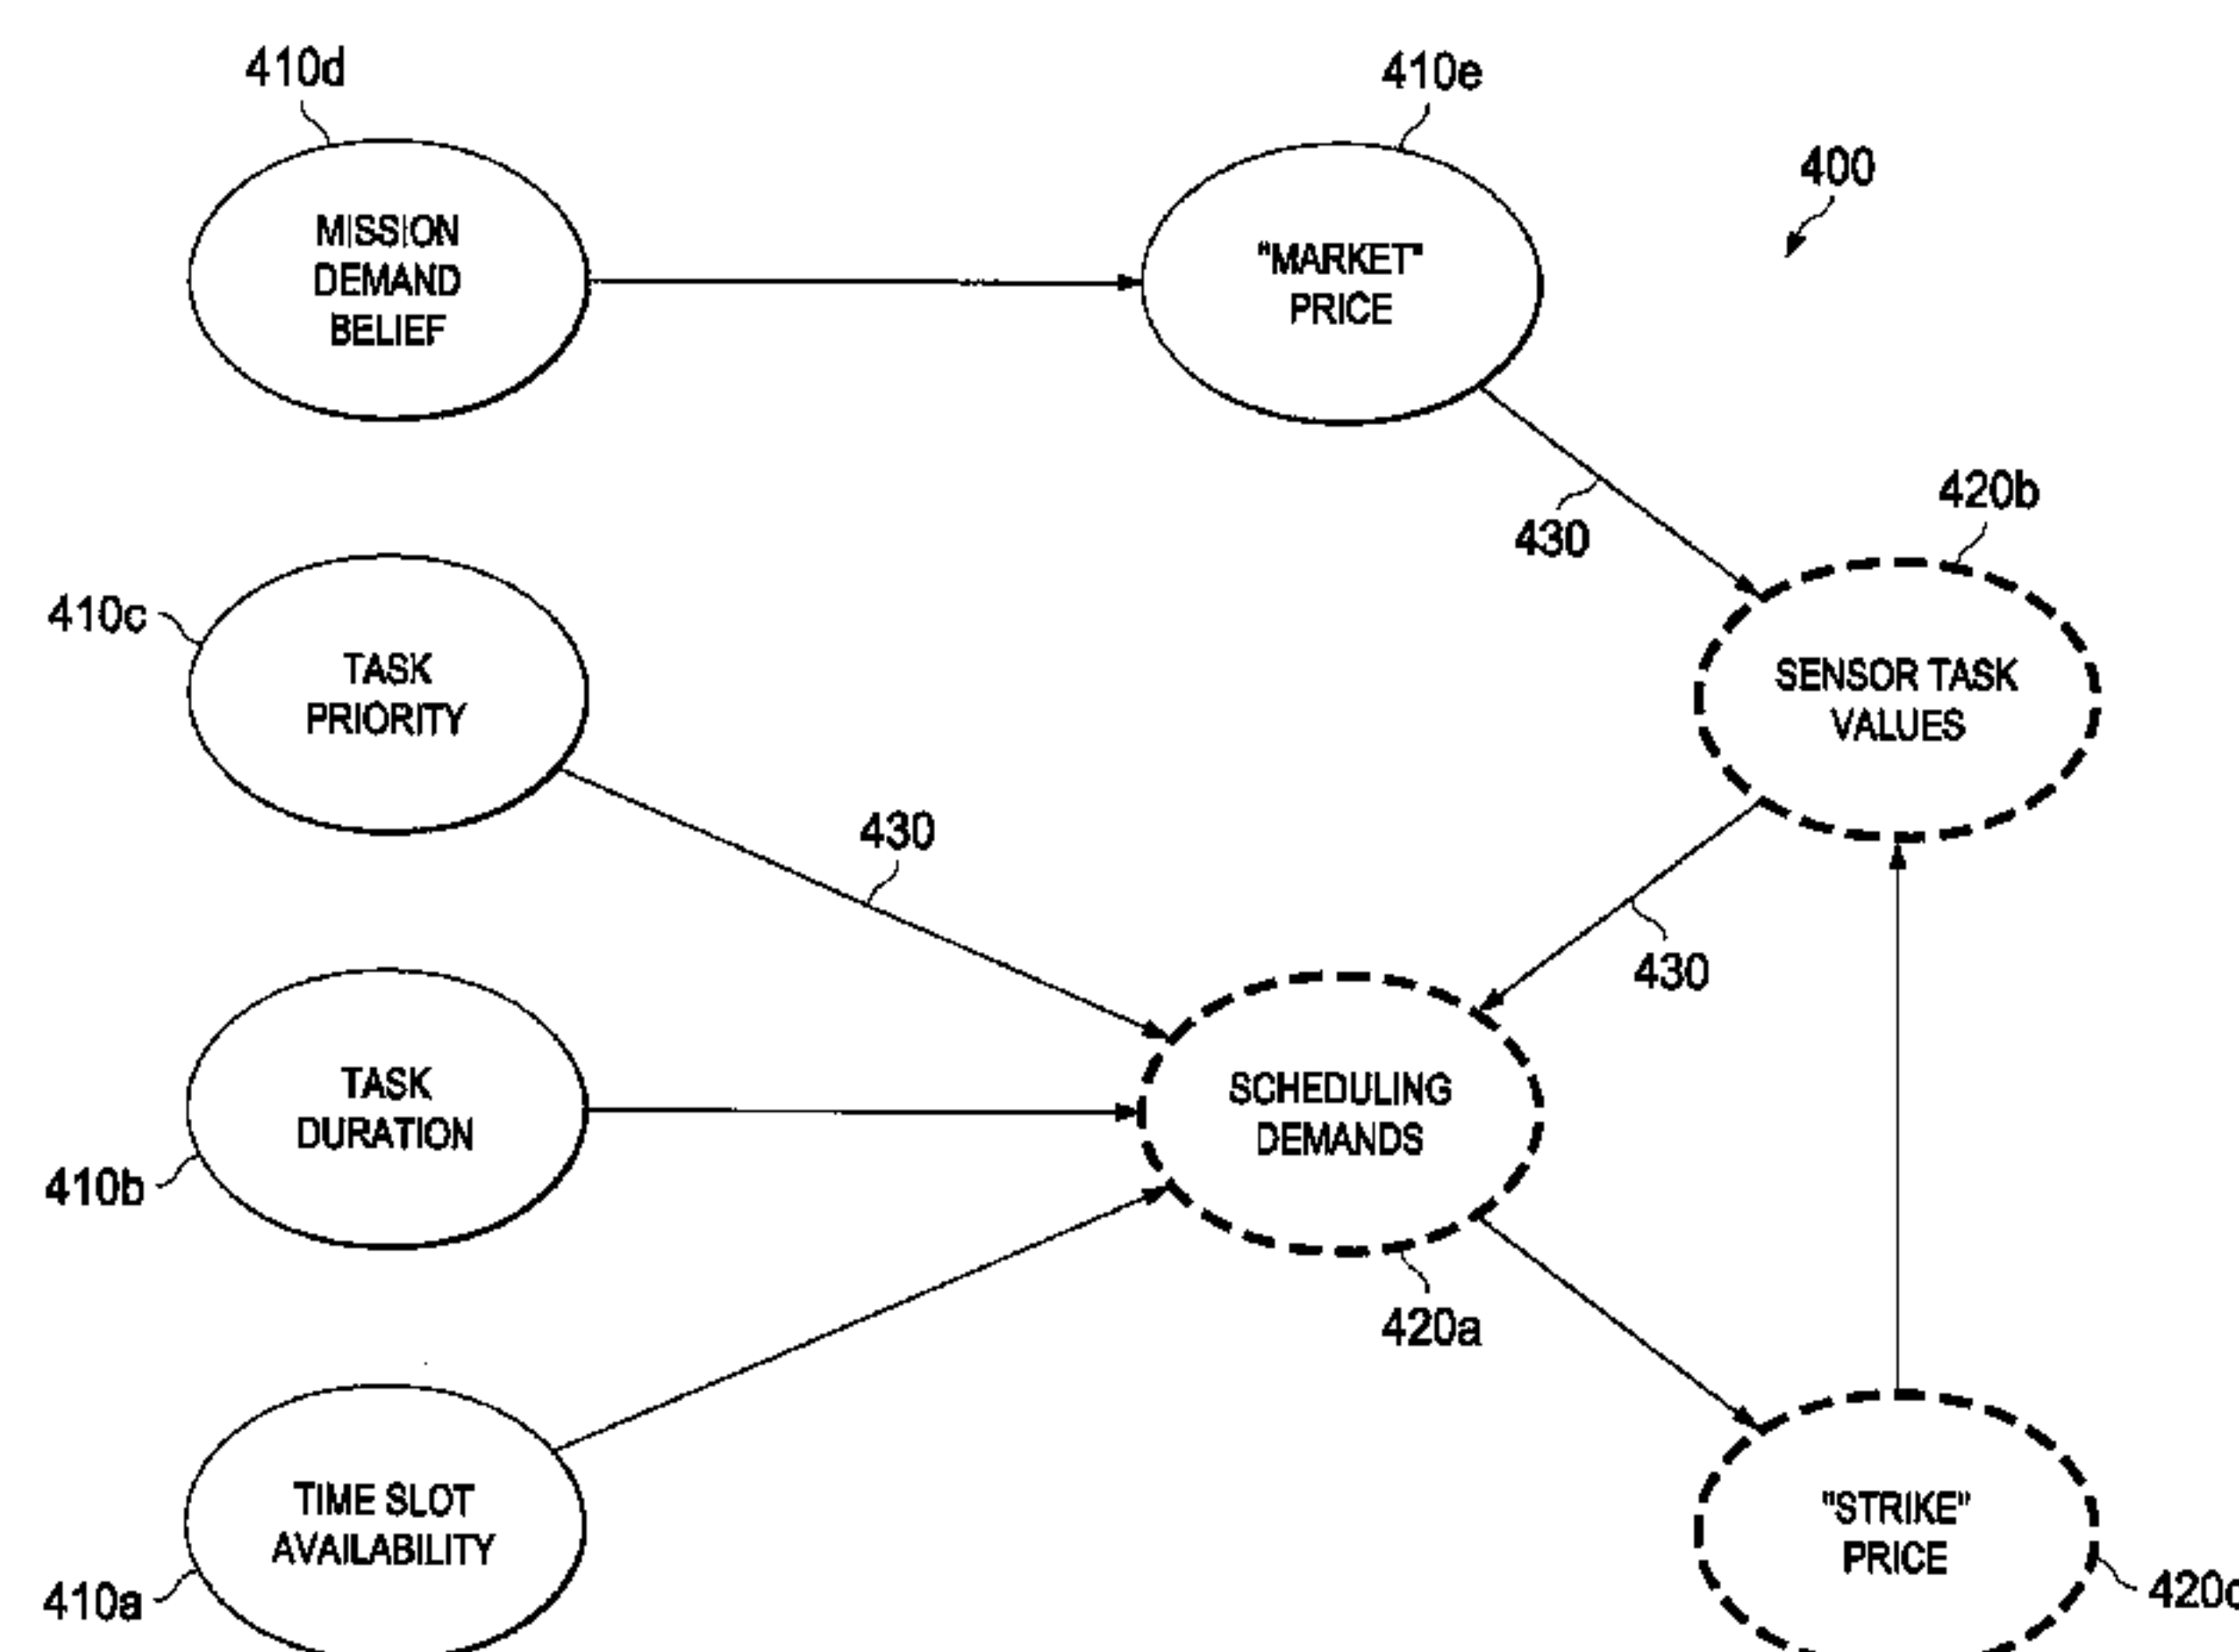 410d
410e
400
MISSION
DEMAND
BELIEF
"MARKET"
PRICE
430
420b
410c
TASK
PRIORITY
SENSOR TASK
VALUES
430
430
TASK
DURATION
SCHEDULING
DEMANDS
410b
420a
TIME SLOT
AVAILABILITY
"STRIKE"
PRICE
410a